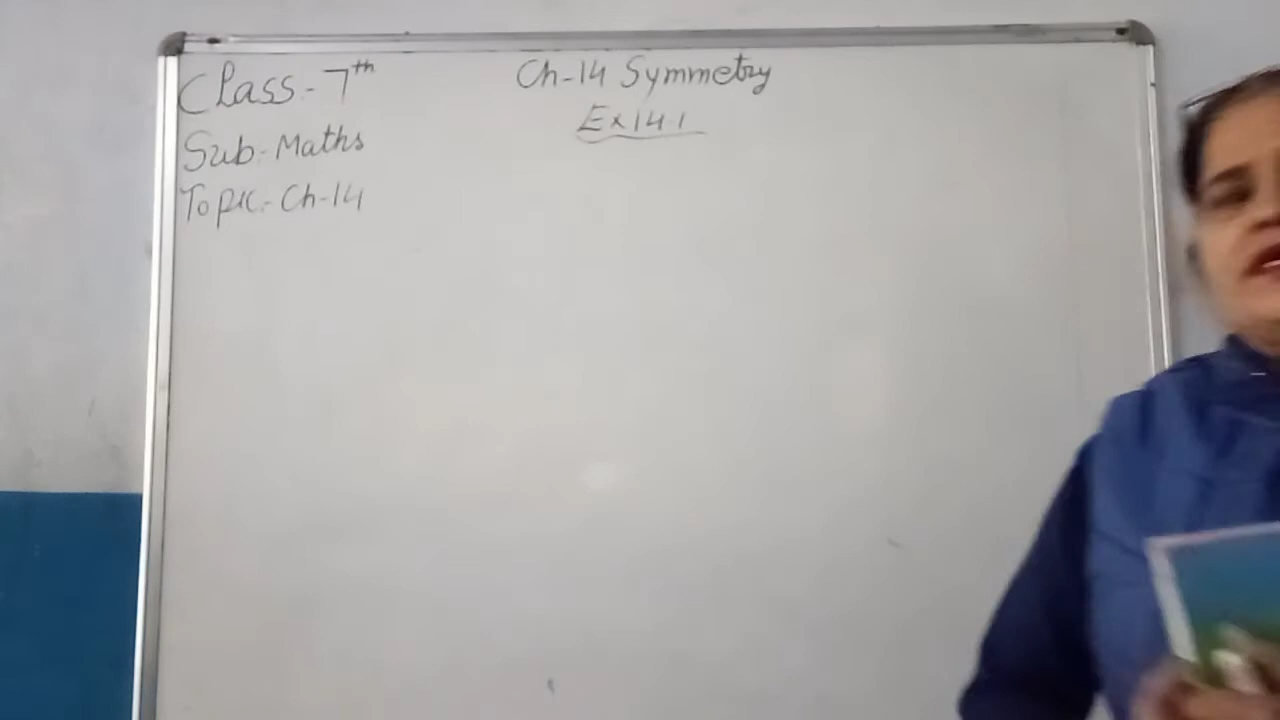 Class - 7th
Sub - Maths
Topic - Ch-14
Ch-14 Symmetry
Ex 14.1